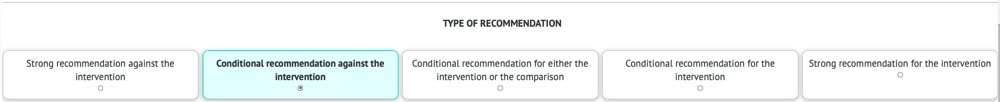 TYPE OF RECOMMENDATION
Strong recommendation against the
intervention
Conditional recommendation against the
intervention
Conditional recommendation for either the
intervention or the comparison
Conditional recommendation for the
intervention
Strong recommendation for the intervention